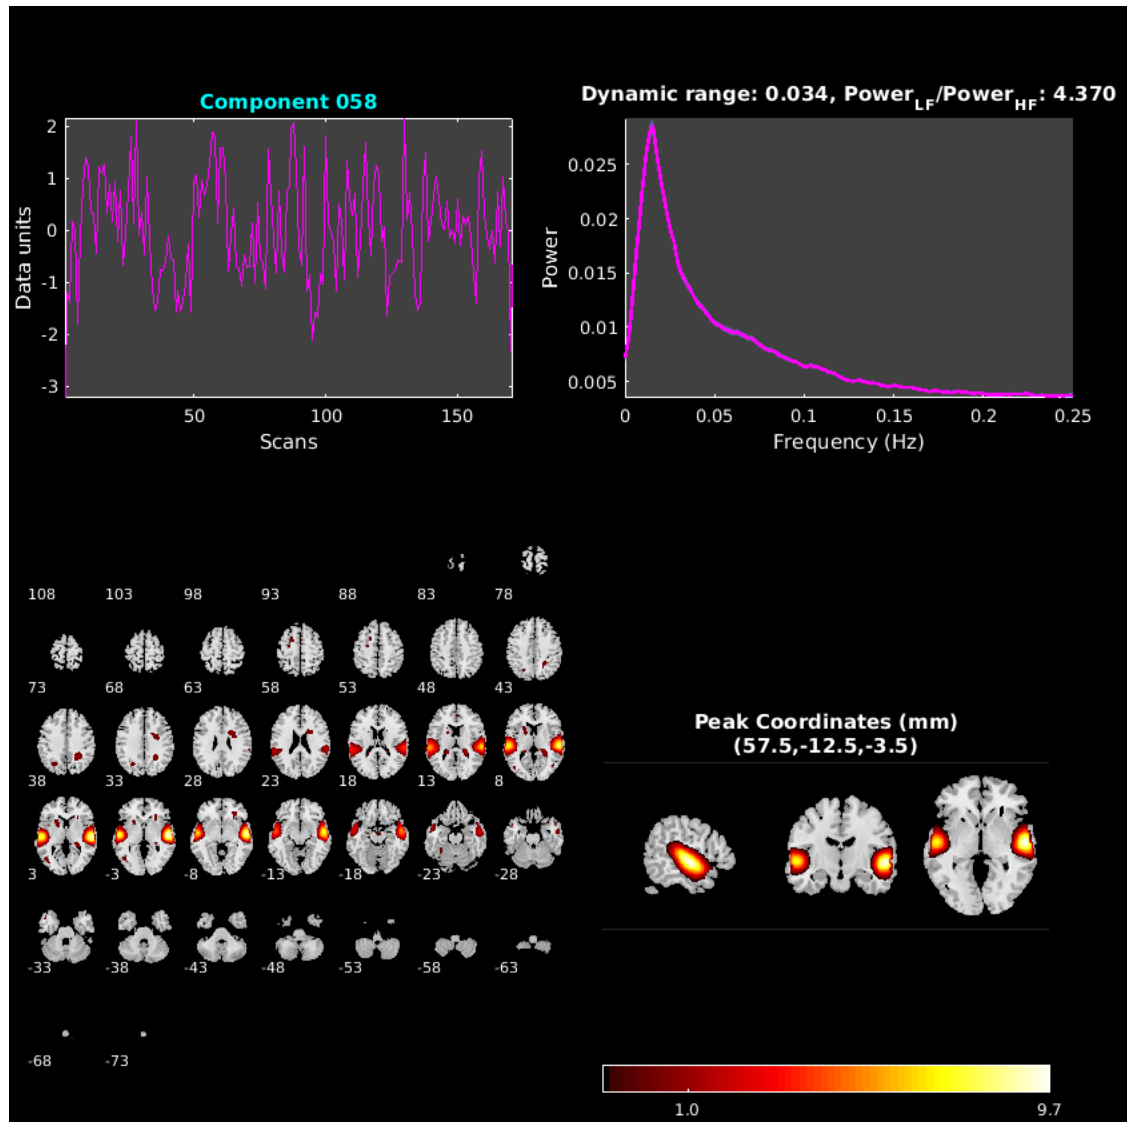 Component 058
Dynamic range: 0.034, Power_LF/Power_HF: 4.370
2
1
0
-1
-2
-3
Data units
50 100 150
Scans
0.025
0.02
0.015
0.01
0.005
Power
0 0.05 0.1 0.15 0.2 0.25
Frequency (Hz)
108 103 98 93 88 83 78
73 68 63 58 53 48 43
38 33 28 23 18 13 8
3 -3 -8 -13 -18 -23 -28
-33 -38 -43 -48 -53 -58 -63
-68 -73
Peak Coordinates (mm)
(57.5,-12.5,-3.5)
1.0 9.7